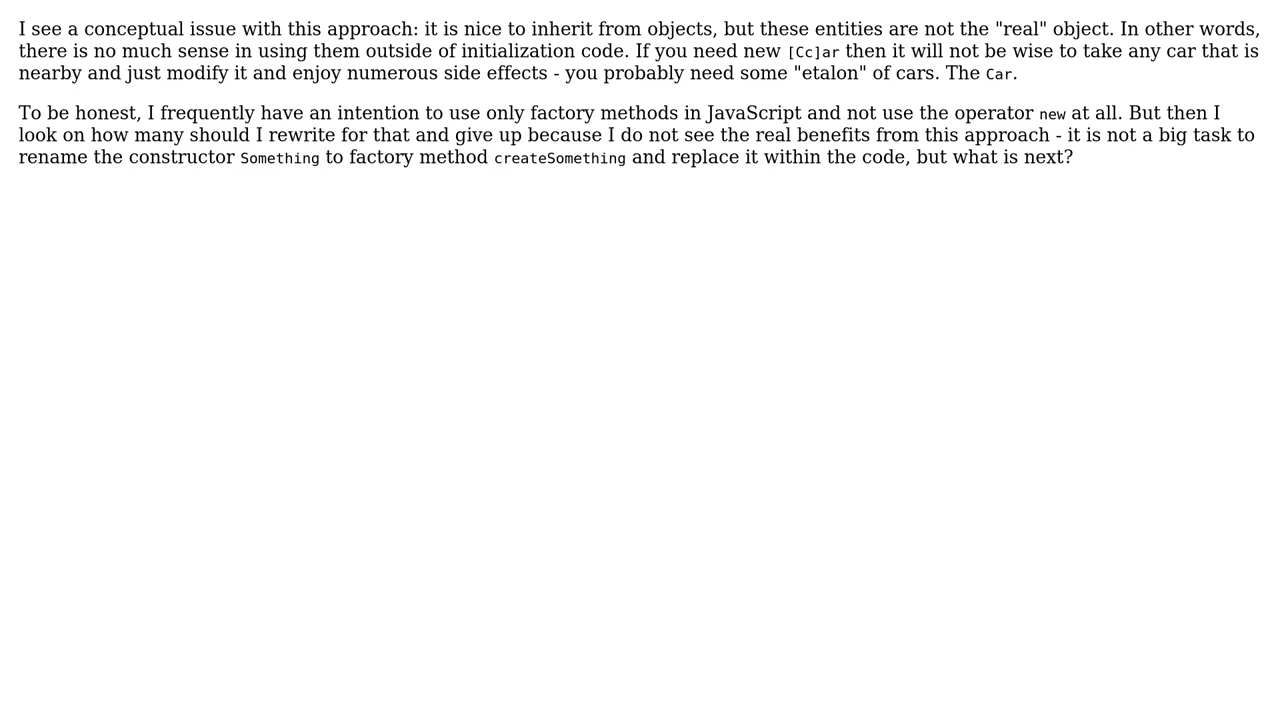 I see a conceptual issue with this approach: it is nice to inherit from objects, but these entities are not the "real" object. In other words,
there is no much sense in using them outside of initialization code. If you need new [Cc]ar then it will not be wise to take any car that is
nearby and just modify it and enjoy numerous side effects - you probably need some "etalon" of cars. The Car.
To be honest, I frequently have an intention to use only factory methods in JavaScript and not use the operator new at all. But then I
look on how many should I rewrite for that and give up because I do not see the real benefits from this approach - it is not a big task to
rename the constructor Something to factory method createSomething and replace it within the code, but what is next?